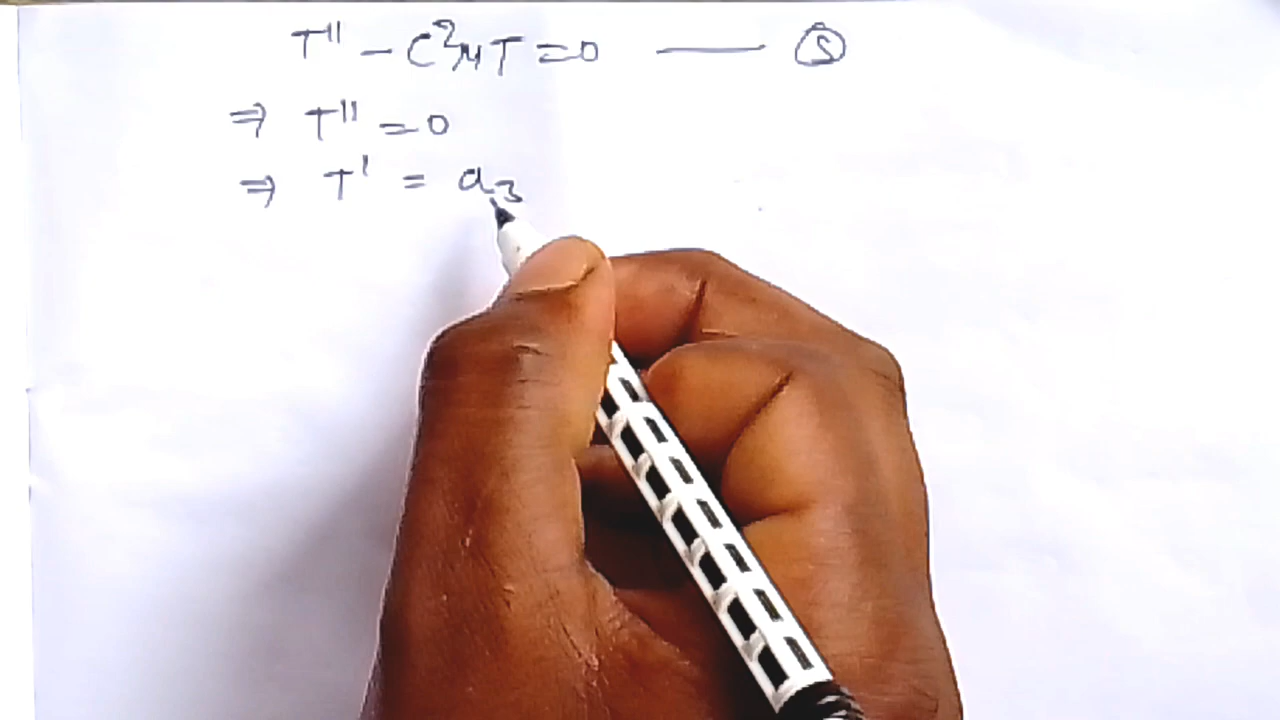 T'' - C²μT = 0 —— ⑤
⇒ T'' = 0
⇒ T' = a₃